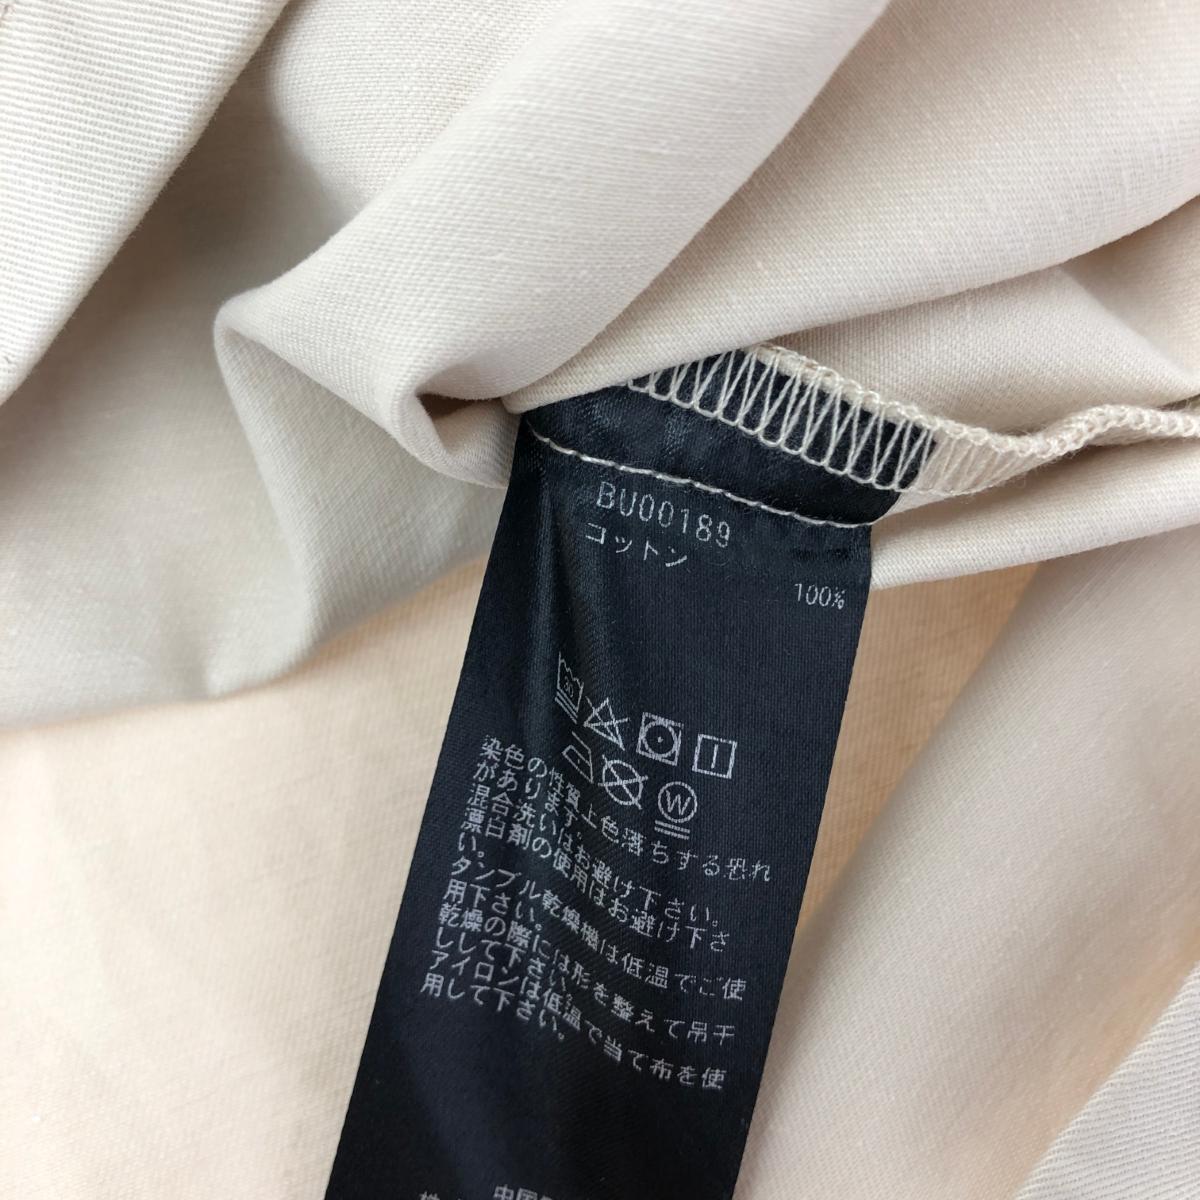 BU00189
コットン
100%
30
W
染色の性質上色落ちする恐れ
があります。
混合洗いはお避け下さい。
漂白剤の使用はお避け下さ
い。
タンブル乾燥機は低温でご使
用下さい。
乾燥の際には形を整えて吊干
しして下さい。
アイロンは低温で当て布を使
用して下さい。
中国